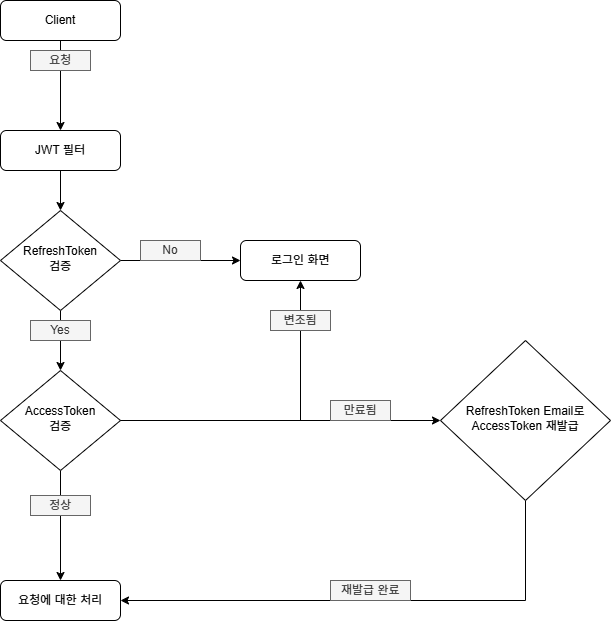 Client
요청
JWT 필터
RefreshToken
검증
No
로그인 화면
Yes
변조됨
AccessToken
검증
만료됨
RefreshToken Email로
AccessToken 재발급
정상
재발급 완료
요청에 대한 처리